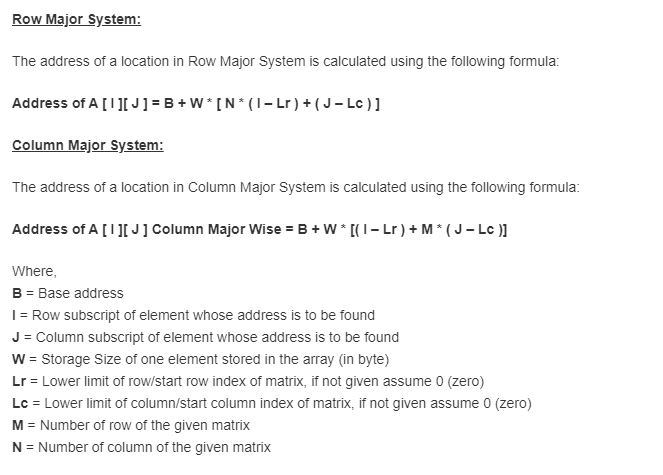 Row Major System:
The address of a location in Row Major System is calculated using the following formula:
Address of A [ I ][ J ] = B + W * [ N * ( I – Lr ) + ( J – Lc ) ]
Column Major System:
The address of a location in Column Major System is calculated using the following formula:
Address of A [ I ][ J ] Column Major Wise = B + W * [( I – Lr ) + M * ( J – Lc )]
Where,
B = Base address
I = Row subscript of element whose address is to be found
J = Column subscript of element whose address is to be found
W = Storage Size of one element stored in the array (in byte)
Lr = Lower limit of row/start row index of matrix, if not given assume 0 (zero)
Lc = Lower limit of column/start column index of matrix, if not given assume 0 (zero)
M = Number of row of the given matrix
N = Number of column of the given matrix